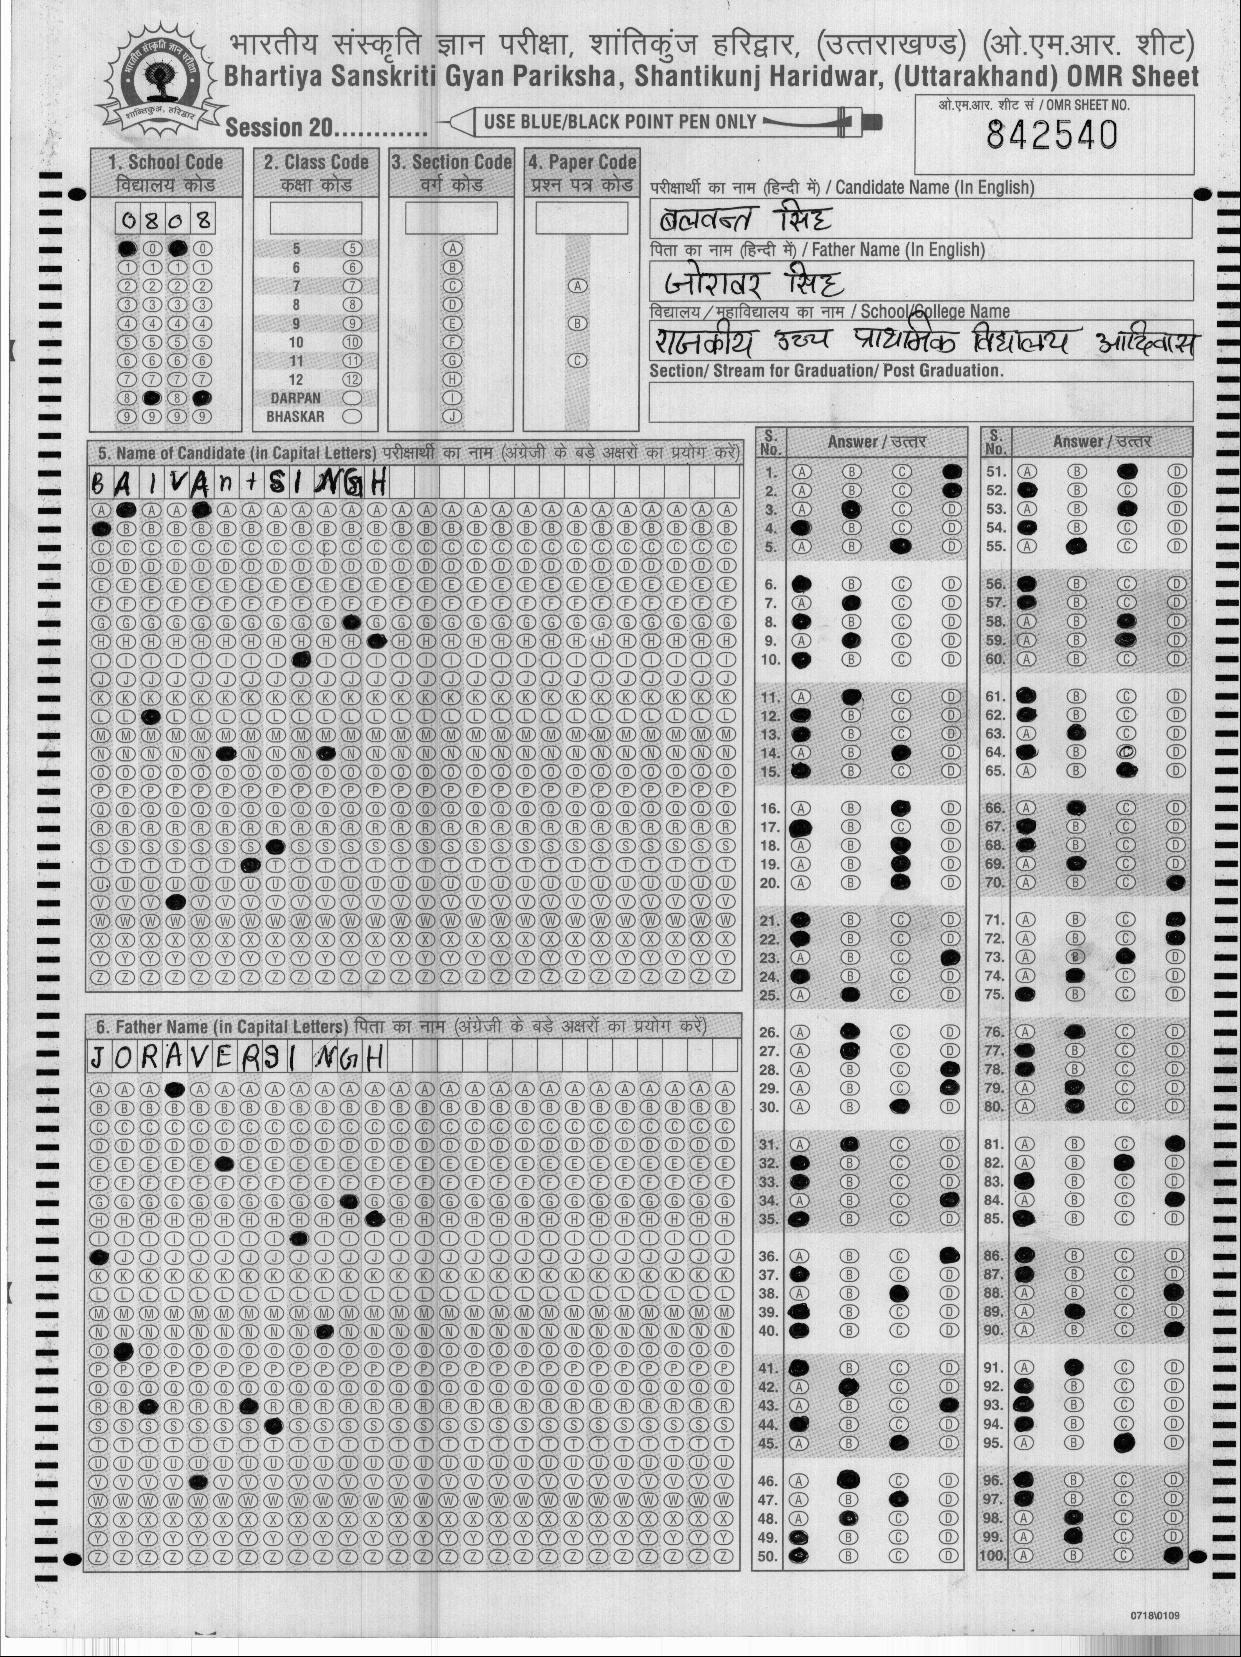 भारतीय संस्कृति ज्ञान परीक्षा, शांतिकुंज हरिद्वार, (उत्तराखण्ड) (ओ.एम.आर. शीट)
Bhartiya Sanskriti Gyan Pariksha, Shantikunj Haridwar, (Uttarakhand) OMR Sheet
Session 20............
USE BLUE/BLACK POINT PEN ONLY
ओ.एम.आर. शीट सं / OMR SHEET NO.
842540
1. School Code
विद्यालय कोड
0808
2. Class Code
कक्षा कोड
5
6
7
8
9
10
11
12
DARPAN
BHASKAR
3. Section Code
वर्ग कोड
A
B
C
D
E
F
G
H
I
J
4. Paper Code
प्रश्न पत्र कोड
A
B
C
परीक्षार्थी का नाम (हिन्दी में) / Candidate Name (In English)
बलवन्त सिह
पिता का नाम (हिन्दी में) / Father Name (In English)
जोरावर सिह
विद्यालय / महाविद्यालय का नाम / School/College Name
राजकीय उच्च प्राथमिक विद्यालय आदिवास
Section/ Stream for Graduation/ Post Graduation.
5. Name of Candidate (in Capital Letters) परीक्षार्थी का नाम (अंग्रेजी के बड़े अक्षरों का प्रयोग करें)
BAlVAntSINGH
6. Father Name (in Capital Letters) पिता का नाम (अंग्रेजी के बड़े अक्षरों का प्रयोग करें)
JORAVERSINGH
S. No. Answer / उत्तर
S. No. Answer / उत्तर
0718\0109